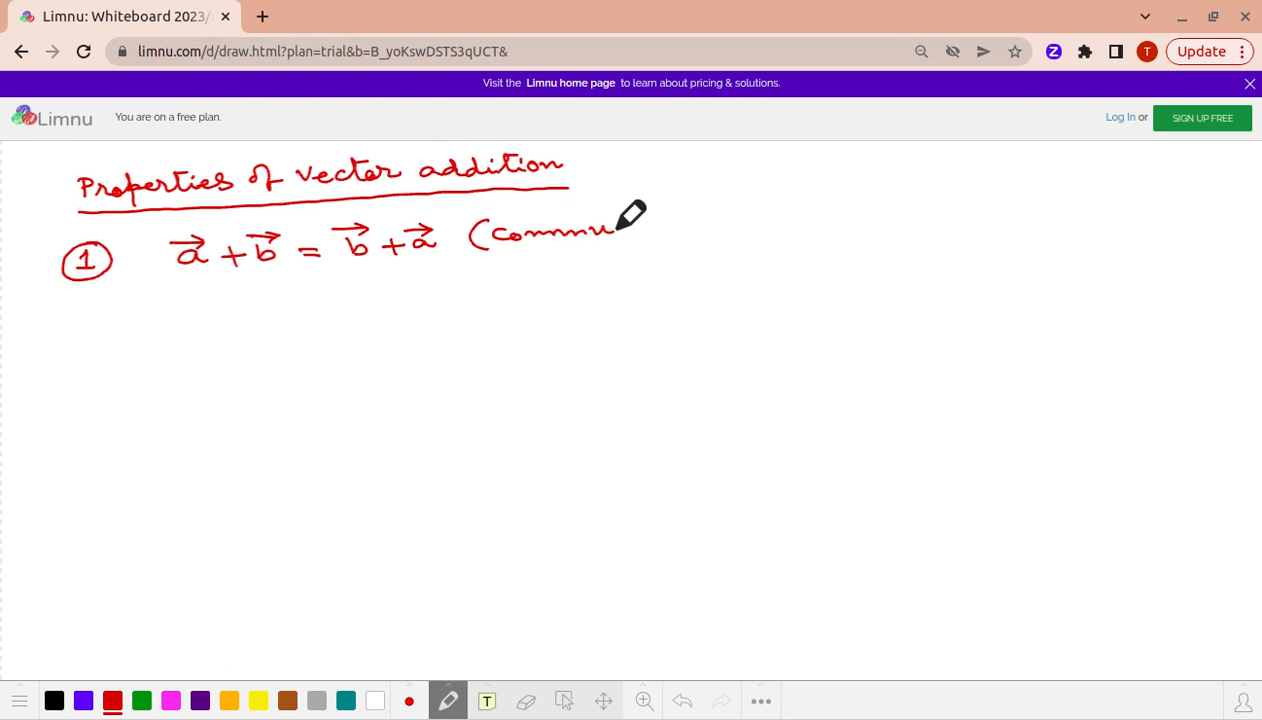 Limnu: Whiteboard 2023/
limnu.com/d/draw.html?plan=trial&b=B_yoKswDSTS3qUCT&
Z
T
Update
Visit the Limnu home page to learn about pricing & solutions.
Limnu
You are on a free plan.
Log In or
SIGN UP FREE
Properties of vector addition
① a⃗ + b⃗ = b⃗ + a⃗ (commu
T